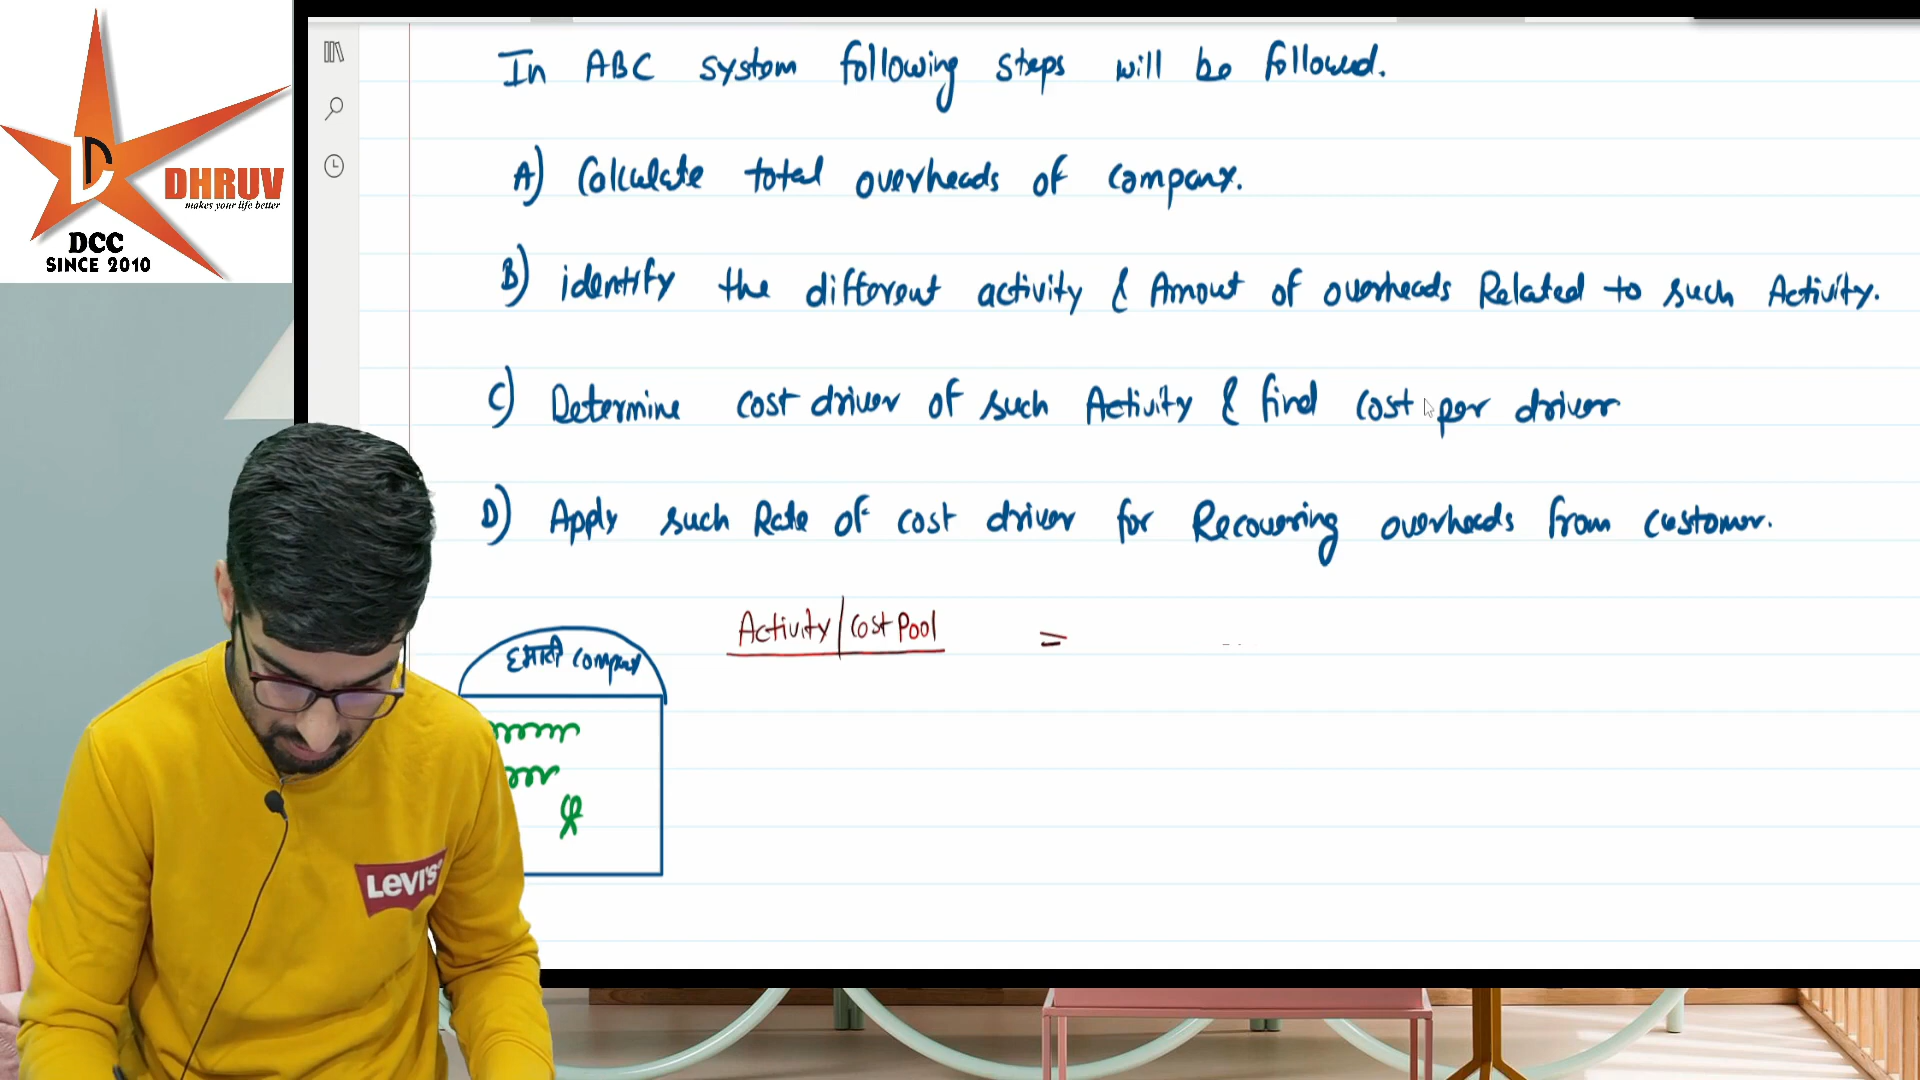 DHRUV
makes your life better
DCC
SINCE 2010
In ABC system following steps will be followed.
A) Calculate total overheads of company.
B) identify the different activity & Amout of overheads Related to such Activity.
C) Determine cost driver of such Activity & find cost per driver
D) Apply such Rate of cost driver for Recovering overheads from customer.
Activity | Cost Pool =
हमारी Company
LEVI'S